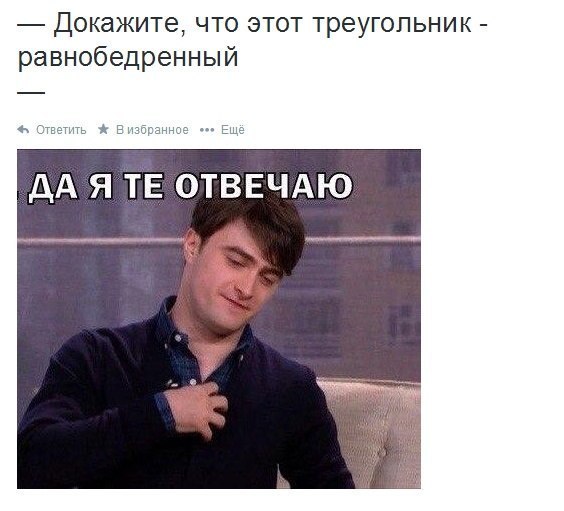 — Докажите, что этот треугольник -
равнобедренный
—
Ответить В избранное ••• Ещё
ДА Я ТЕ ОТВЕЧАЮ